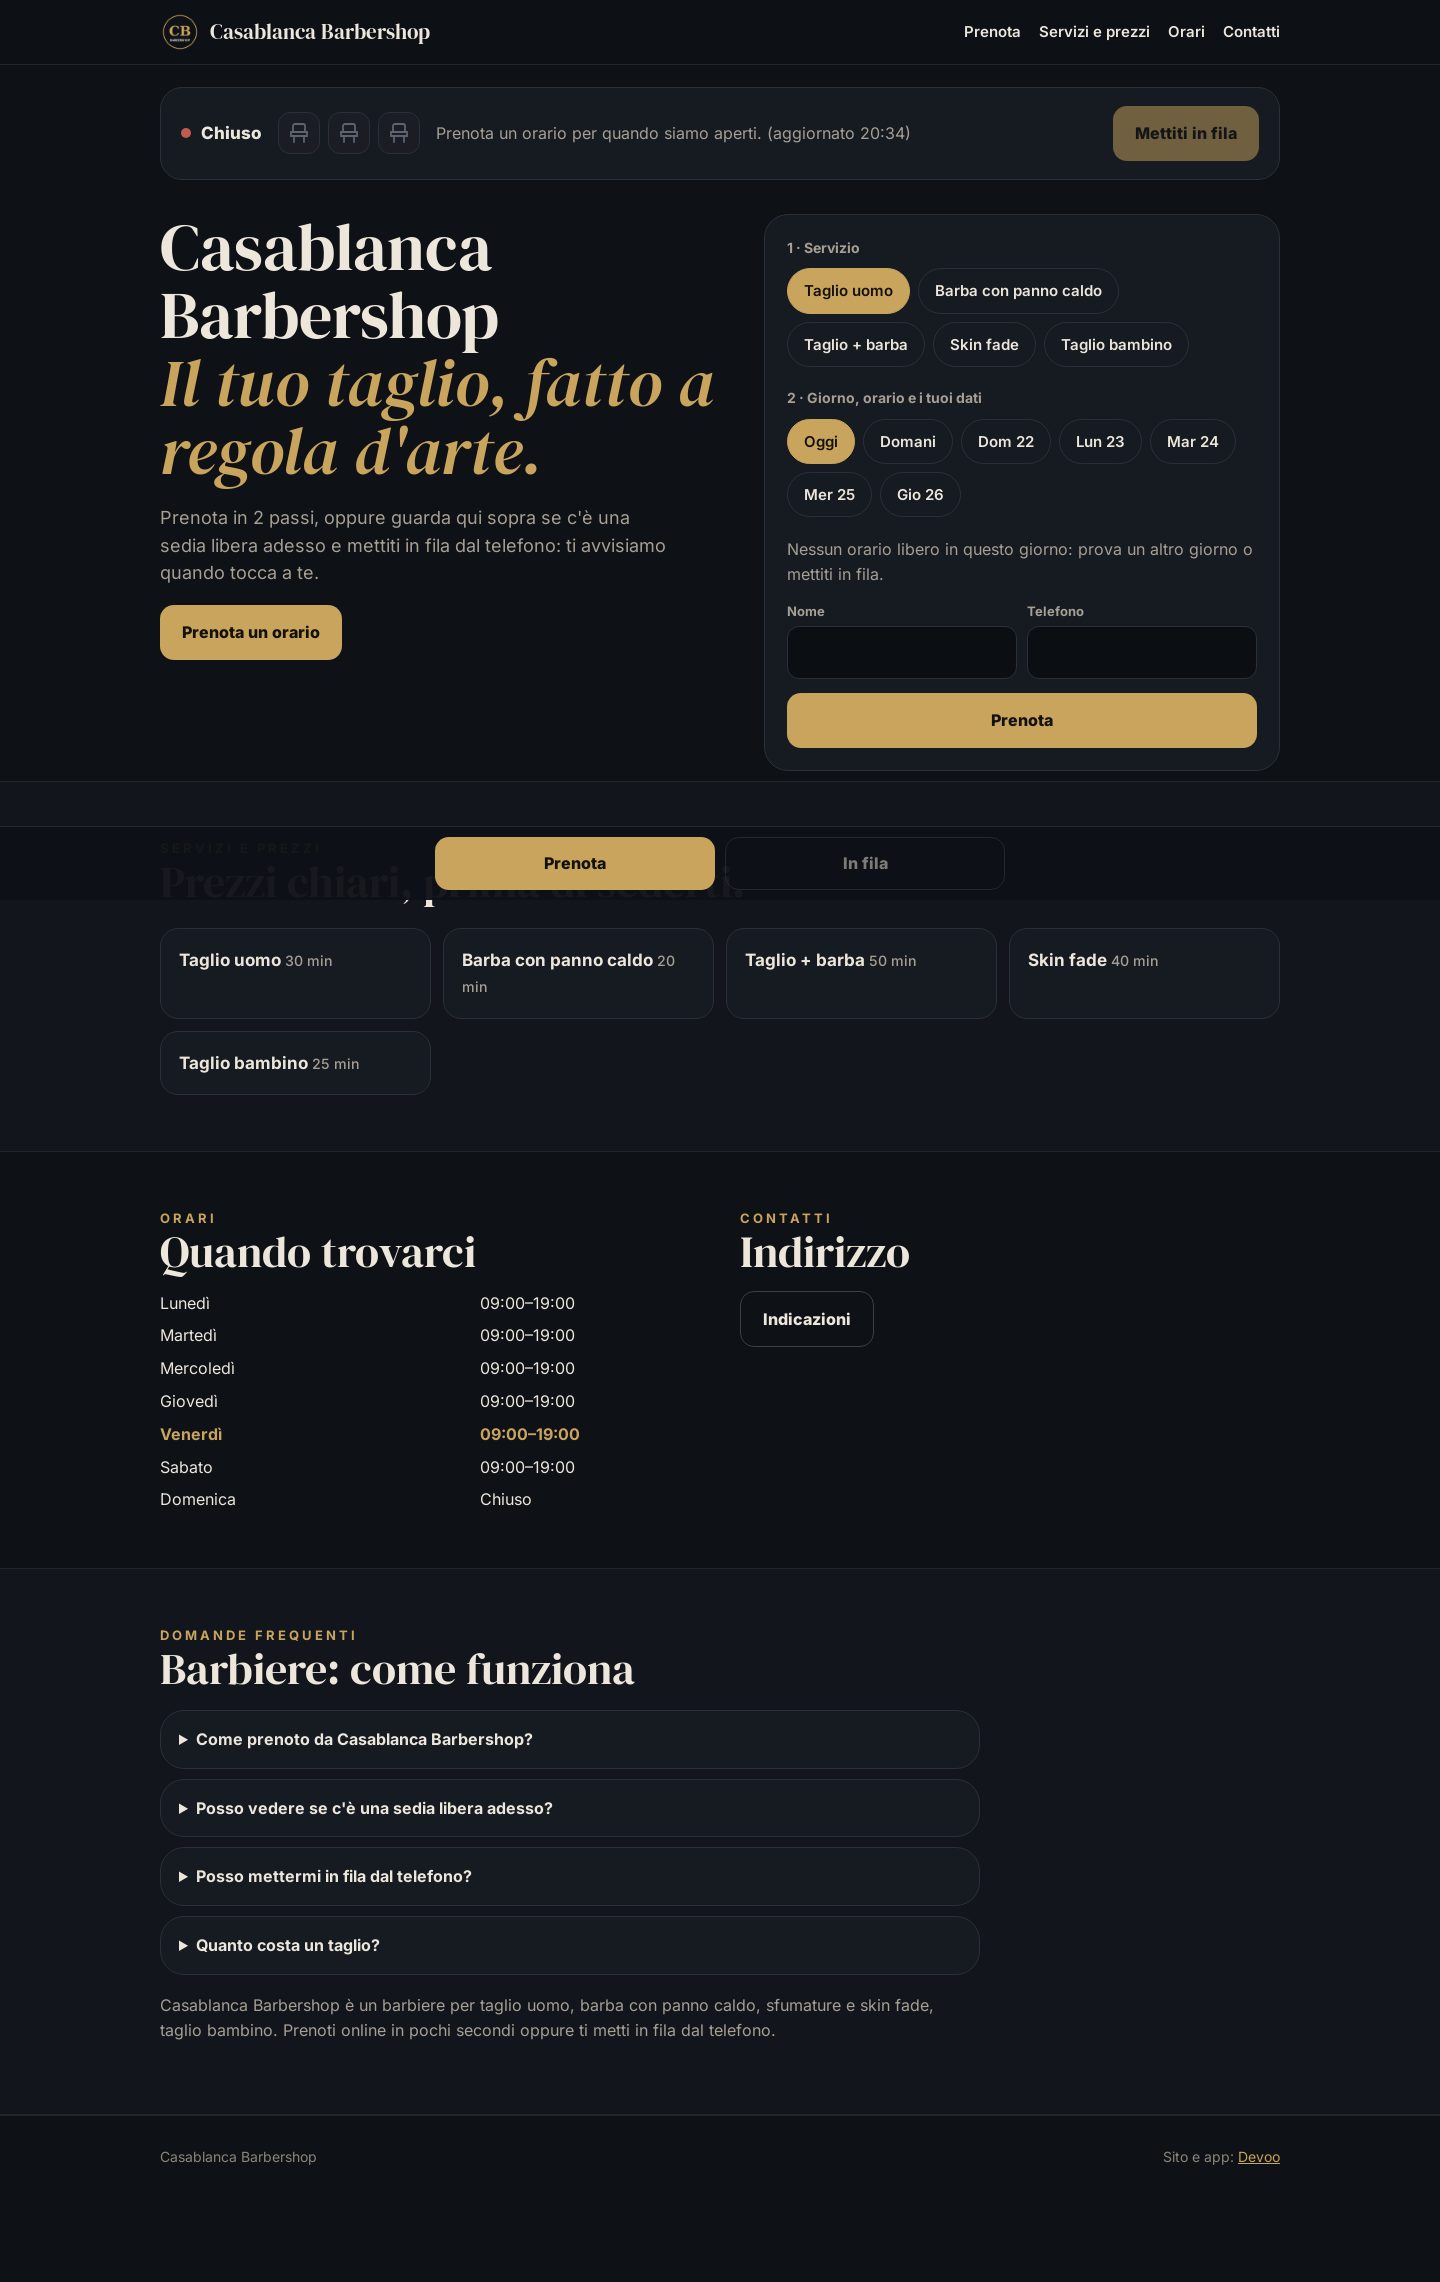 CB
Casablanca Barbershop
Prenota
Servizi e prezzi
Orari
Contatti
Chiuso
Prenota un orario per quando siamo aperti. (aggiornato 20:34)
Mettiti in fila
Casablanca
Barbershop
Il tuo taglio, fatto a
regola d'arte.
Prenota in 2 passi, oppure guarda qui sopra se c'è una
sedia libera adesso e mettiti in fila dal telefono: ti avvisiamo
quando tocca a te.
Prenota un orario
1 · Servizio
Taglio uomo
Barba con panno caldo
Taglio + barba
Skin fade
Taglio bambino
2 · Giorno, orario e i tuoi dati
Oggi
Domani
Dom 22
Lun 23
Mar 24
Mer 25
Gio 26
Nessun orario libero in questo giorno: prova un altro giorno o
mettiti in fila.
Nome
Telefono
Prenota
SERVIZI E PREZZI
Prezzi chiari, prima di sederti.
Prenota
In fila
Taglio uomo 30 min
Barba con panno caldo 20
min
Taglio + barba 50 min
Skin fade 40 min
Taglio bambino 25 min
ORARI
Quando trovarci
Lunedì 09:00–19:00
Martedì 09:00–19:00
Mercoledì 09:00–19:00
Giovedì 09:00–19:00
Venerdì 09:00–19:00
Sabato 09:00–19:00
Domenica Chiuso
CONTATTI
Indirizzo
Indicazioni
DOMANDE FREQUENTI
Barbiere: come funziona
Come prenoto da Casablanca Barbershop?
Posso vedere se c'è una sedia libera adesso?
Posso mettermi in fila dal telefono?
Quanto costa un taglio?
Casablanca Barbershop è un barbiere per taglio uomo, barba con panno caldo, sfumature e skin fade,
taglio bambino. Prenoti online in pochi secondi oppure ti metti in fila dal telefono.
Casablanca Barbershop
Sito e app: Devoo